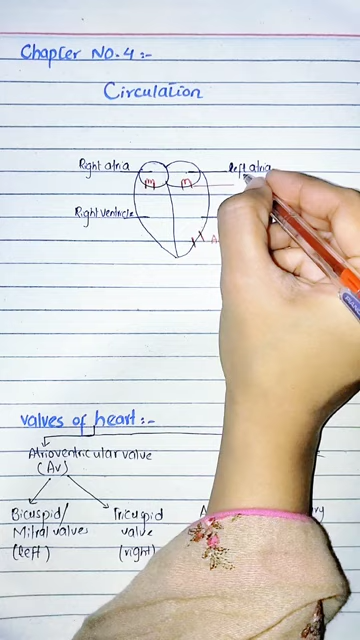 Chapter NO.4:-
Circulation
Right atria
left atria
M M
Right ventricle
A
valves of heart:-
Atrioventricular valve
(AV)
Bicuspid/
Mitral valves
(left)
Tricuspid
valve
(right)